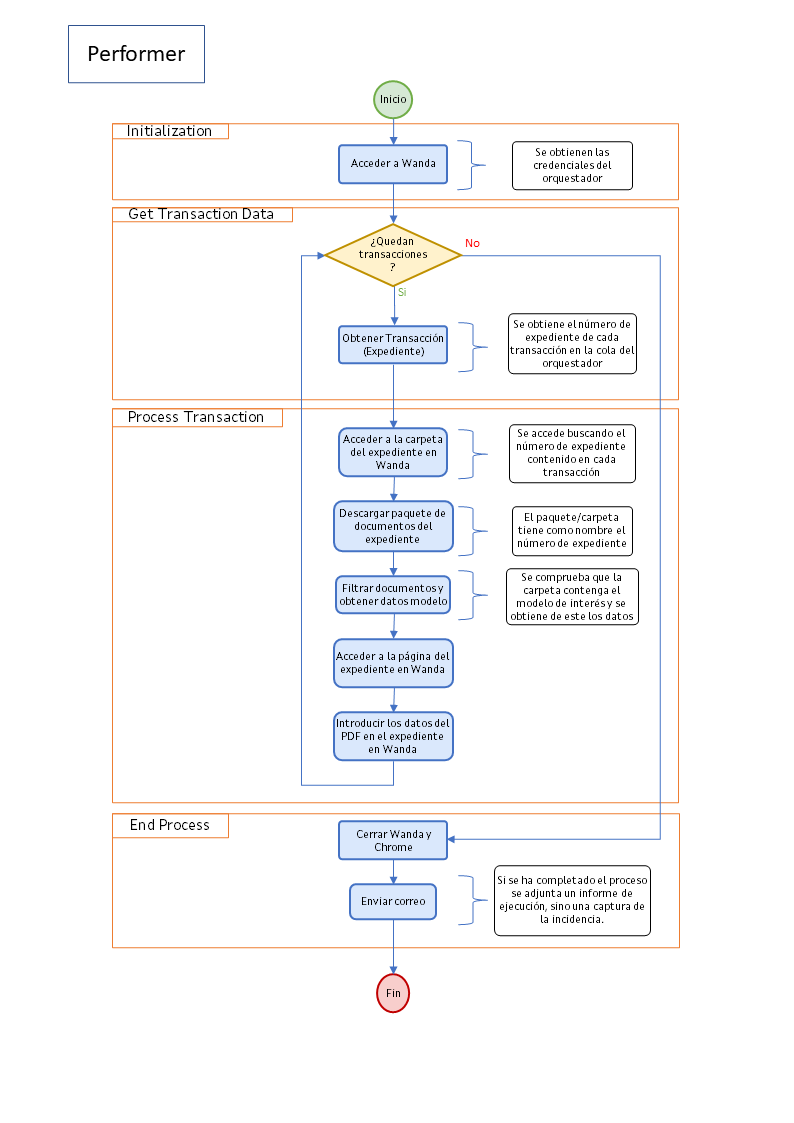 Performer
Inicio
Initialization
Acceder a Wanda
Se obtienen las
credenciales del
orquestador
Get Transaction Data
¿Quedan
transacciones
?
No
Si
Obtener Transacción
(Expediente)
Se obtiene el número de
expediente de cada
transacción en la cola del
orquestador
Process Transaction
Acceder a la carpeta
del expediente en
Wanda
Se accede buscando el
número de expediente
contenido en cada
transacción
Descargar paquete de
documentos del
expediente
El paquete/carpeta
tiene como nombre el
número de expediente
Filtrar documentos y
obtener datos modelo
Se comprueba que la
carpeta contenga el
modelo de interés y se
obtiene de este los datos
Acceder a la página del
expediente en Wanda
Introducir los datos del
PDF en el expediente
en Wanda
End Process
Cerrar Wanda y
Chrome
Enviar correo
Si se ha completado el proceso
se adjunta un informe de
ejecución, sino una captura de
la incidencia.
Fin